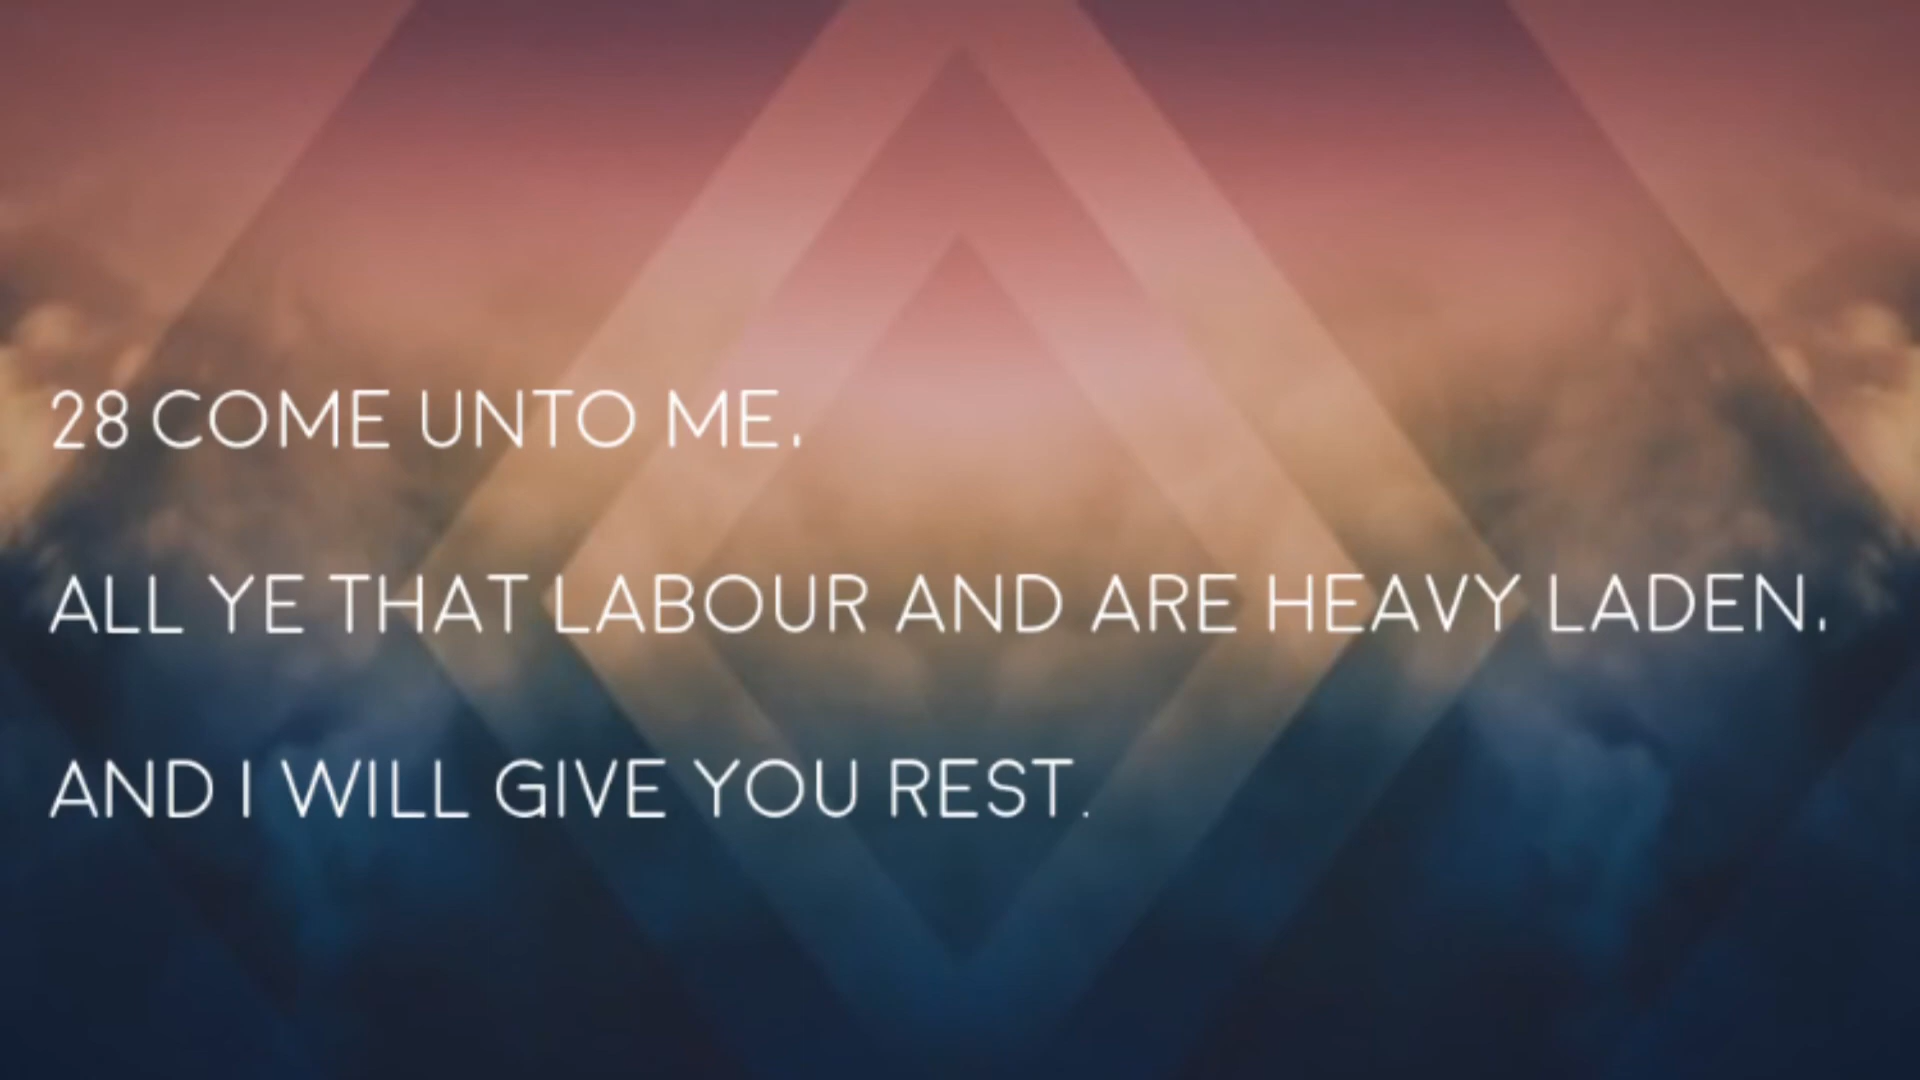 28 COME UNTO ME.
ALL YE THAT LABOUR AND ARE HEAVY LADEN.
AND I WILL GIVE YOU REST.